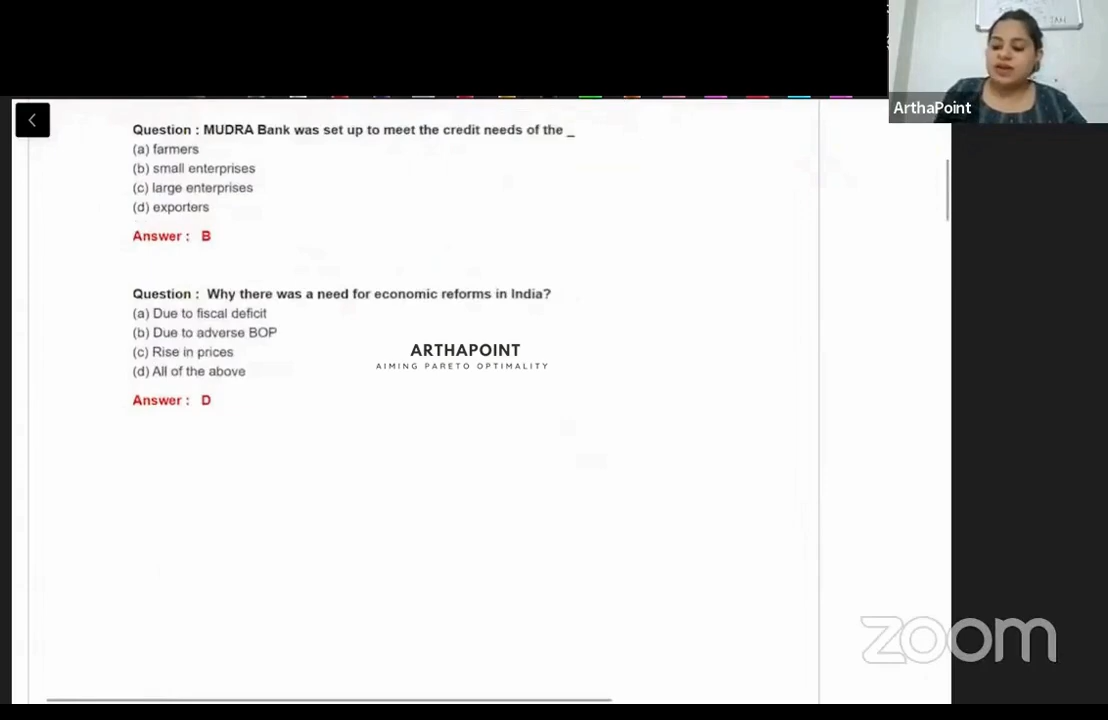 ArthaPoint
Question : MUDRA Bank was set up to meet the credit needs of the _
(a) farmers
(b) small enterprises
(c) large enterprises
(d) exporters
Answer : B
Question : Why there was a need for economic reforms in India?
(a) Due to fiscal deficit
(b) Due to adverse BOP
(c) Rise in prices
(d) All of the above
Answer : D
ARTHAPOINT
AIMING PARETO OPTIMALITY
zoom